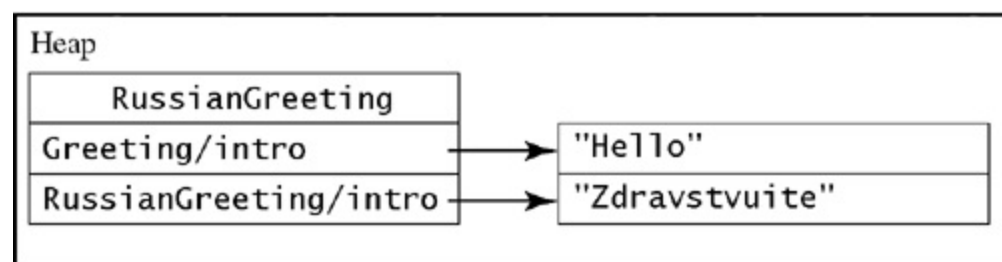 Heap
RussianGreeting
Greeting/intro
"Hello"
RussianGreeting/intro
"Zdravstvuite"